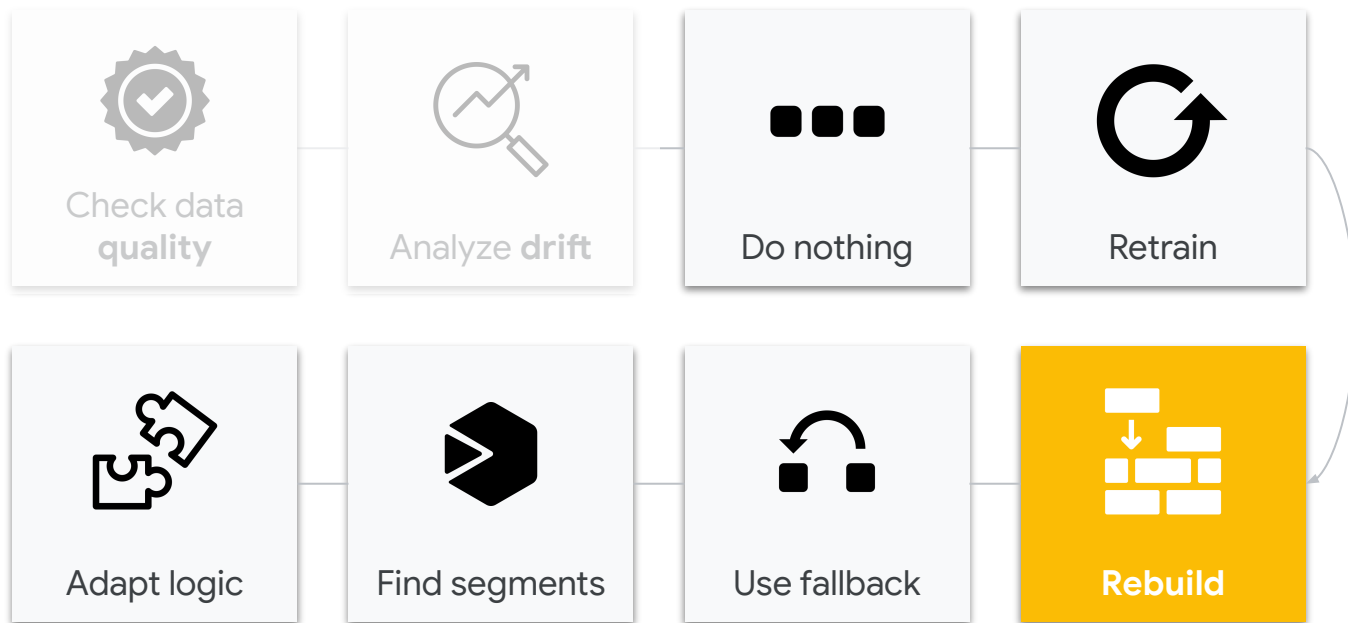 Check data
quality
Analyze drift
Do nothing
Retrain
Adapt logic
Find segments
Use fallback
Rebuild